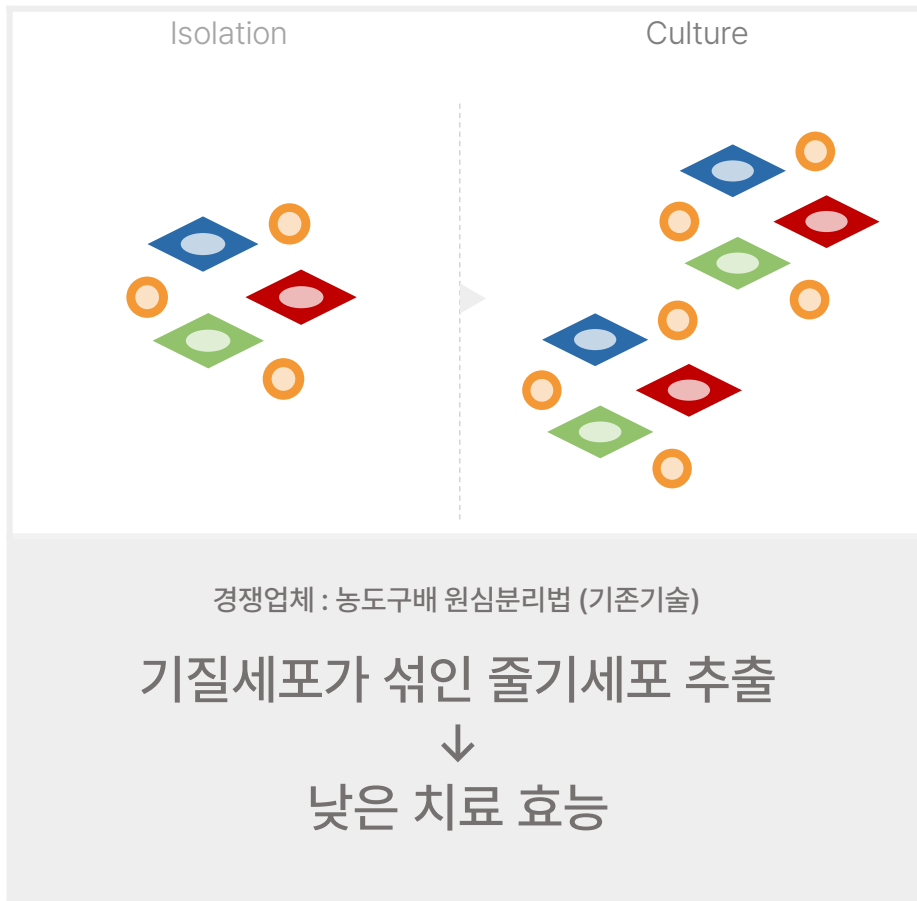 Isolation
Culture
경쟁업체 : 농도구배 원심분리법 (기존기술)
기질세포가 섞인 줄기세포 추출
↓
낮은 치료 효능